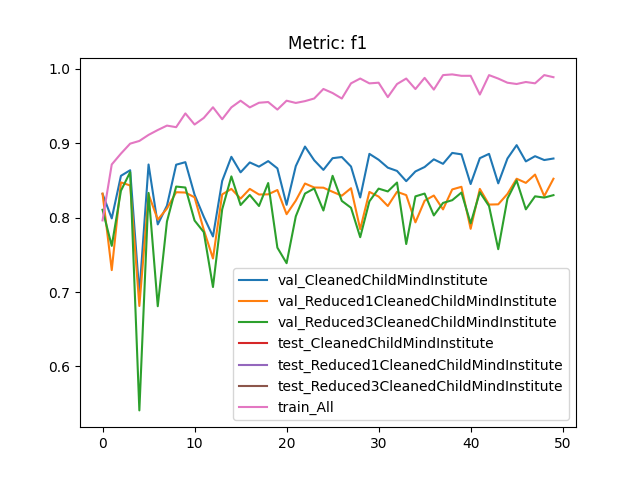 Metric: f1
1.0
0.9
0.8
0.7
0.6
val_CleanedChildMindInstitute
val_Reduced1CleanedChildMindInstitute
val_Reduced3CleanedChildMindInstitute
test_CleanedChildMindInstitute
test_Reduced1CleanedChildMindInstitute
test_Reduced3CleanedChildMindInstitute
train_All
0 10 20 30 40 50